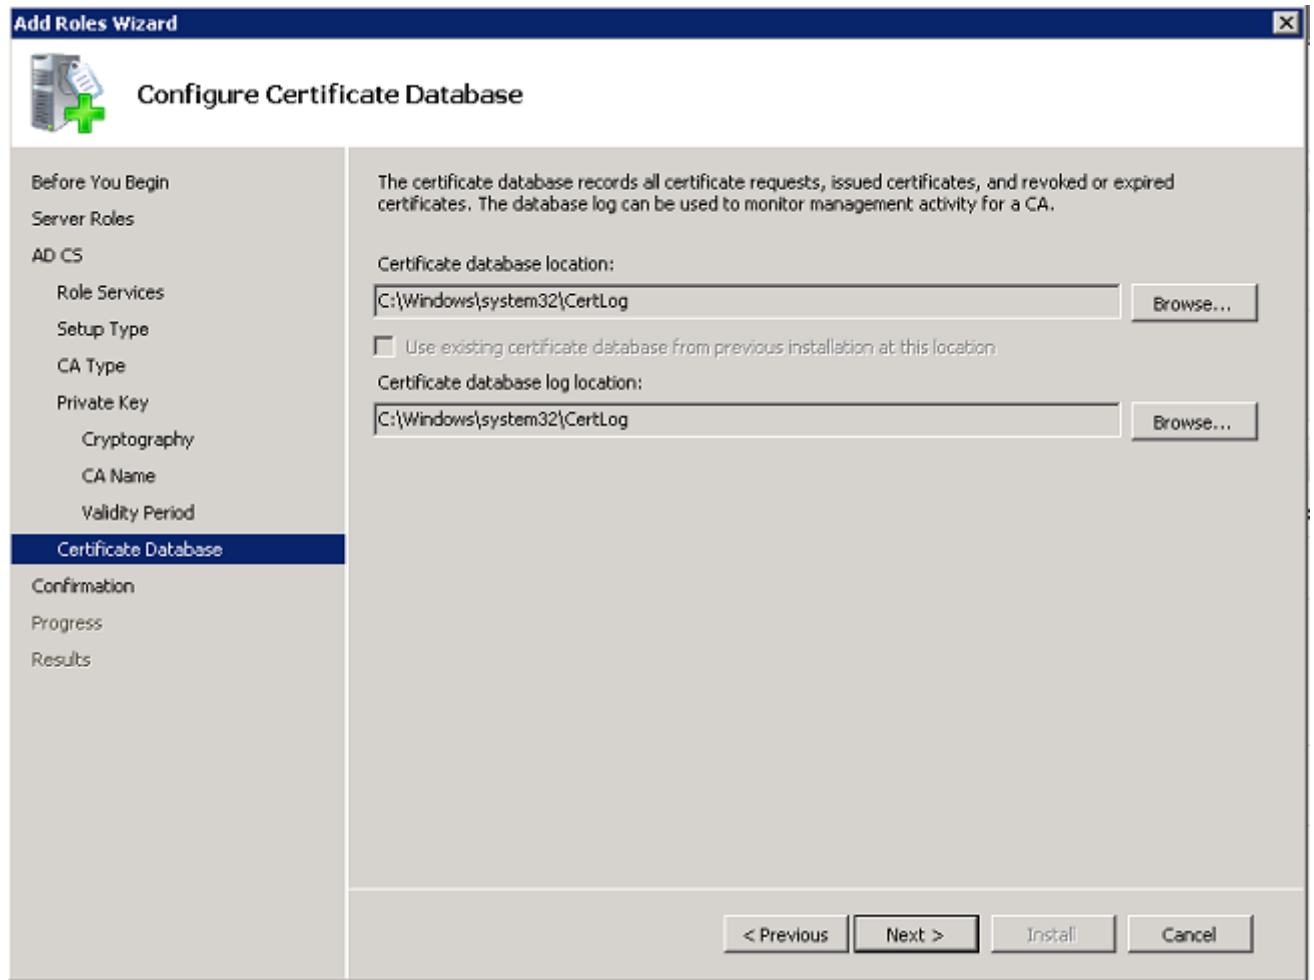 Add Roles Wizard
Configure Certificate Database
Before You Begin
Server Roles
AD CS
Role Services
Setup Type
CA Type
Private Key
Cryptography
CA Name
Validity Period
Certificate Database
Confirmation
Progress
Results
The certificate database records all certificate requests, issued certificates, and revoked or expired
certificates. The database log can be used to monitor management activity for a CA.
Certificate database location:
C:\Windows\system32\CertLog
Browse...
Use existing certificate database from previous installation at this location
Certificate database log location:
C:\Windows\system32\CertLog
Browse...
< Previous
Next >
Install
Cancel